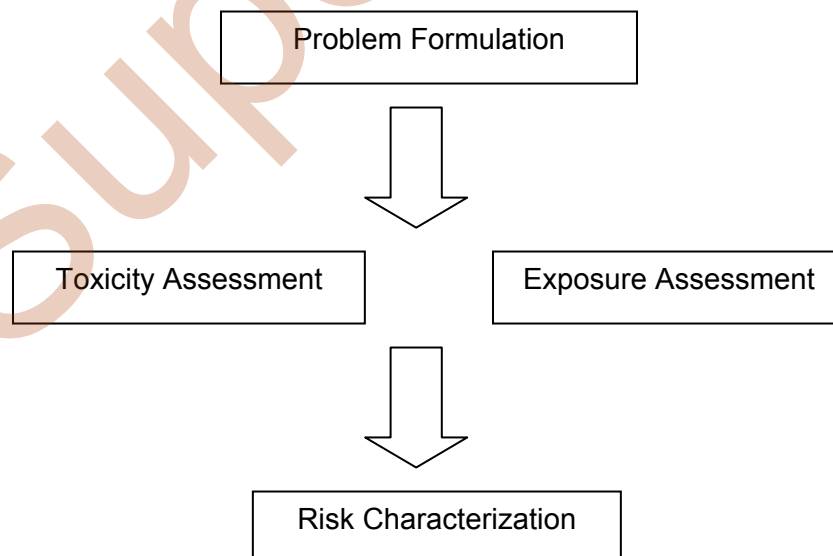 Problem Formulation
Toxicity Assessment
Exposure Assessment
Risk Characterization